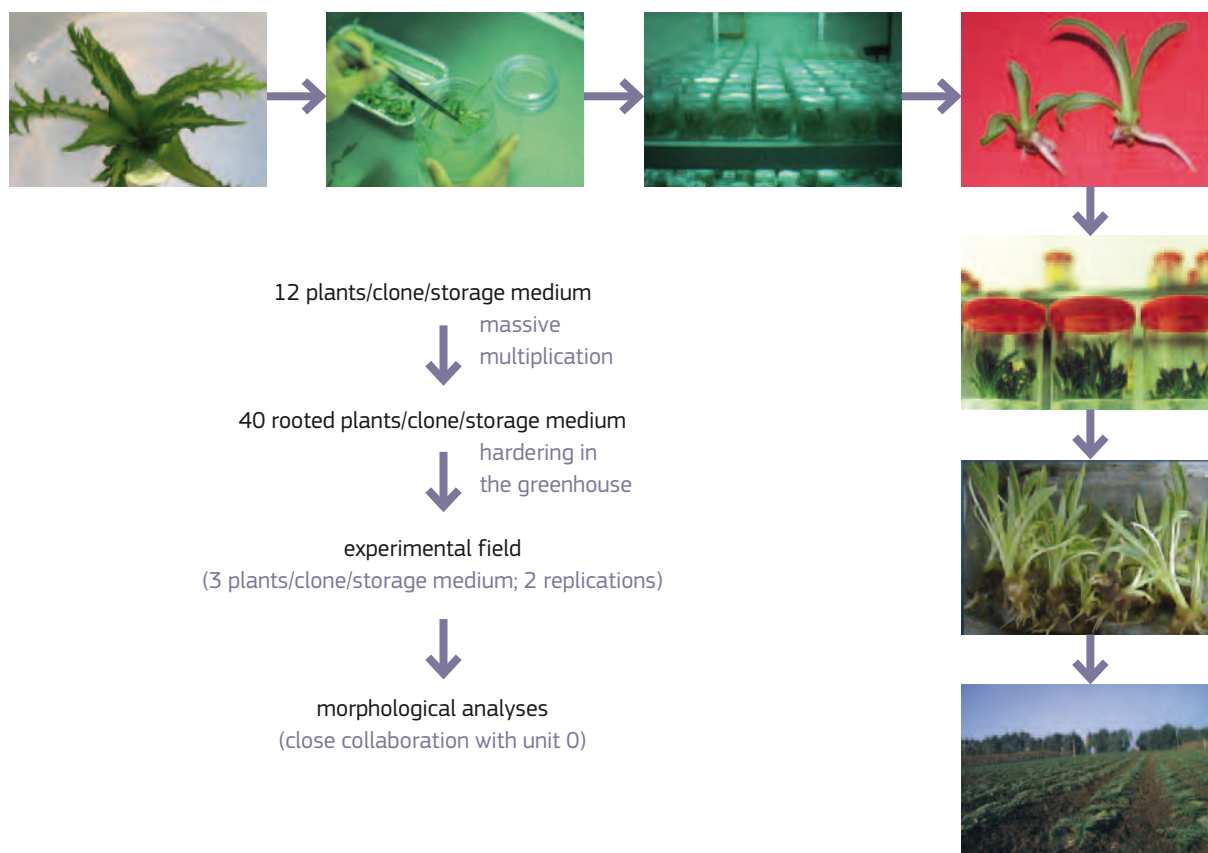 12 plants/clone/storage medium
massive
multiplication
40 rooted plants/clone/storage medium
hardering in
the greenhouse
experimental field
(3 plants/clone/storage medium; 2 replications)
morphological analyses
(close collaboration with unit 0)